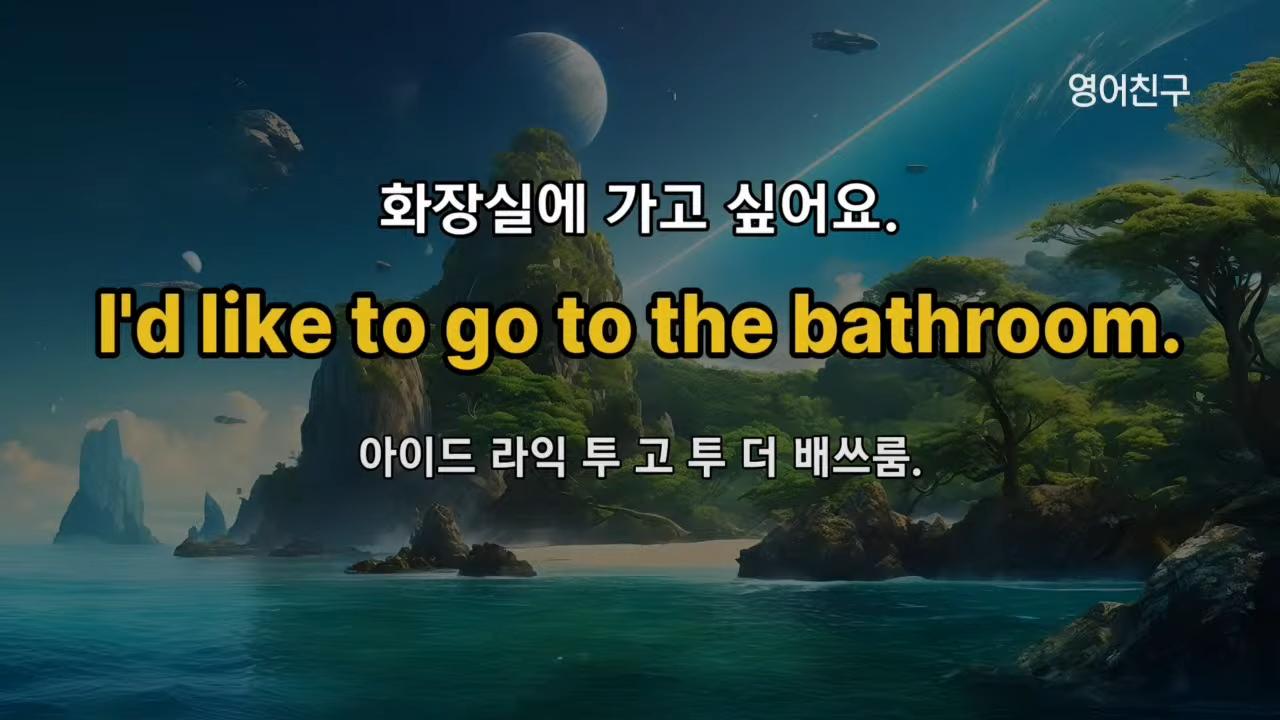 영어친구
화장실에 가고 싶어요.
I'd like to go to the bathroom.
아이드 라익 투 고 투 더 배쓰룸.